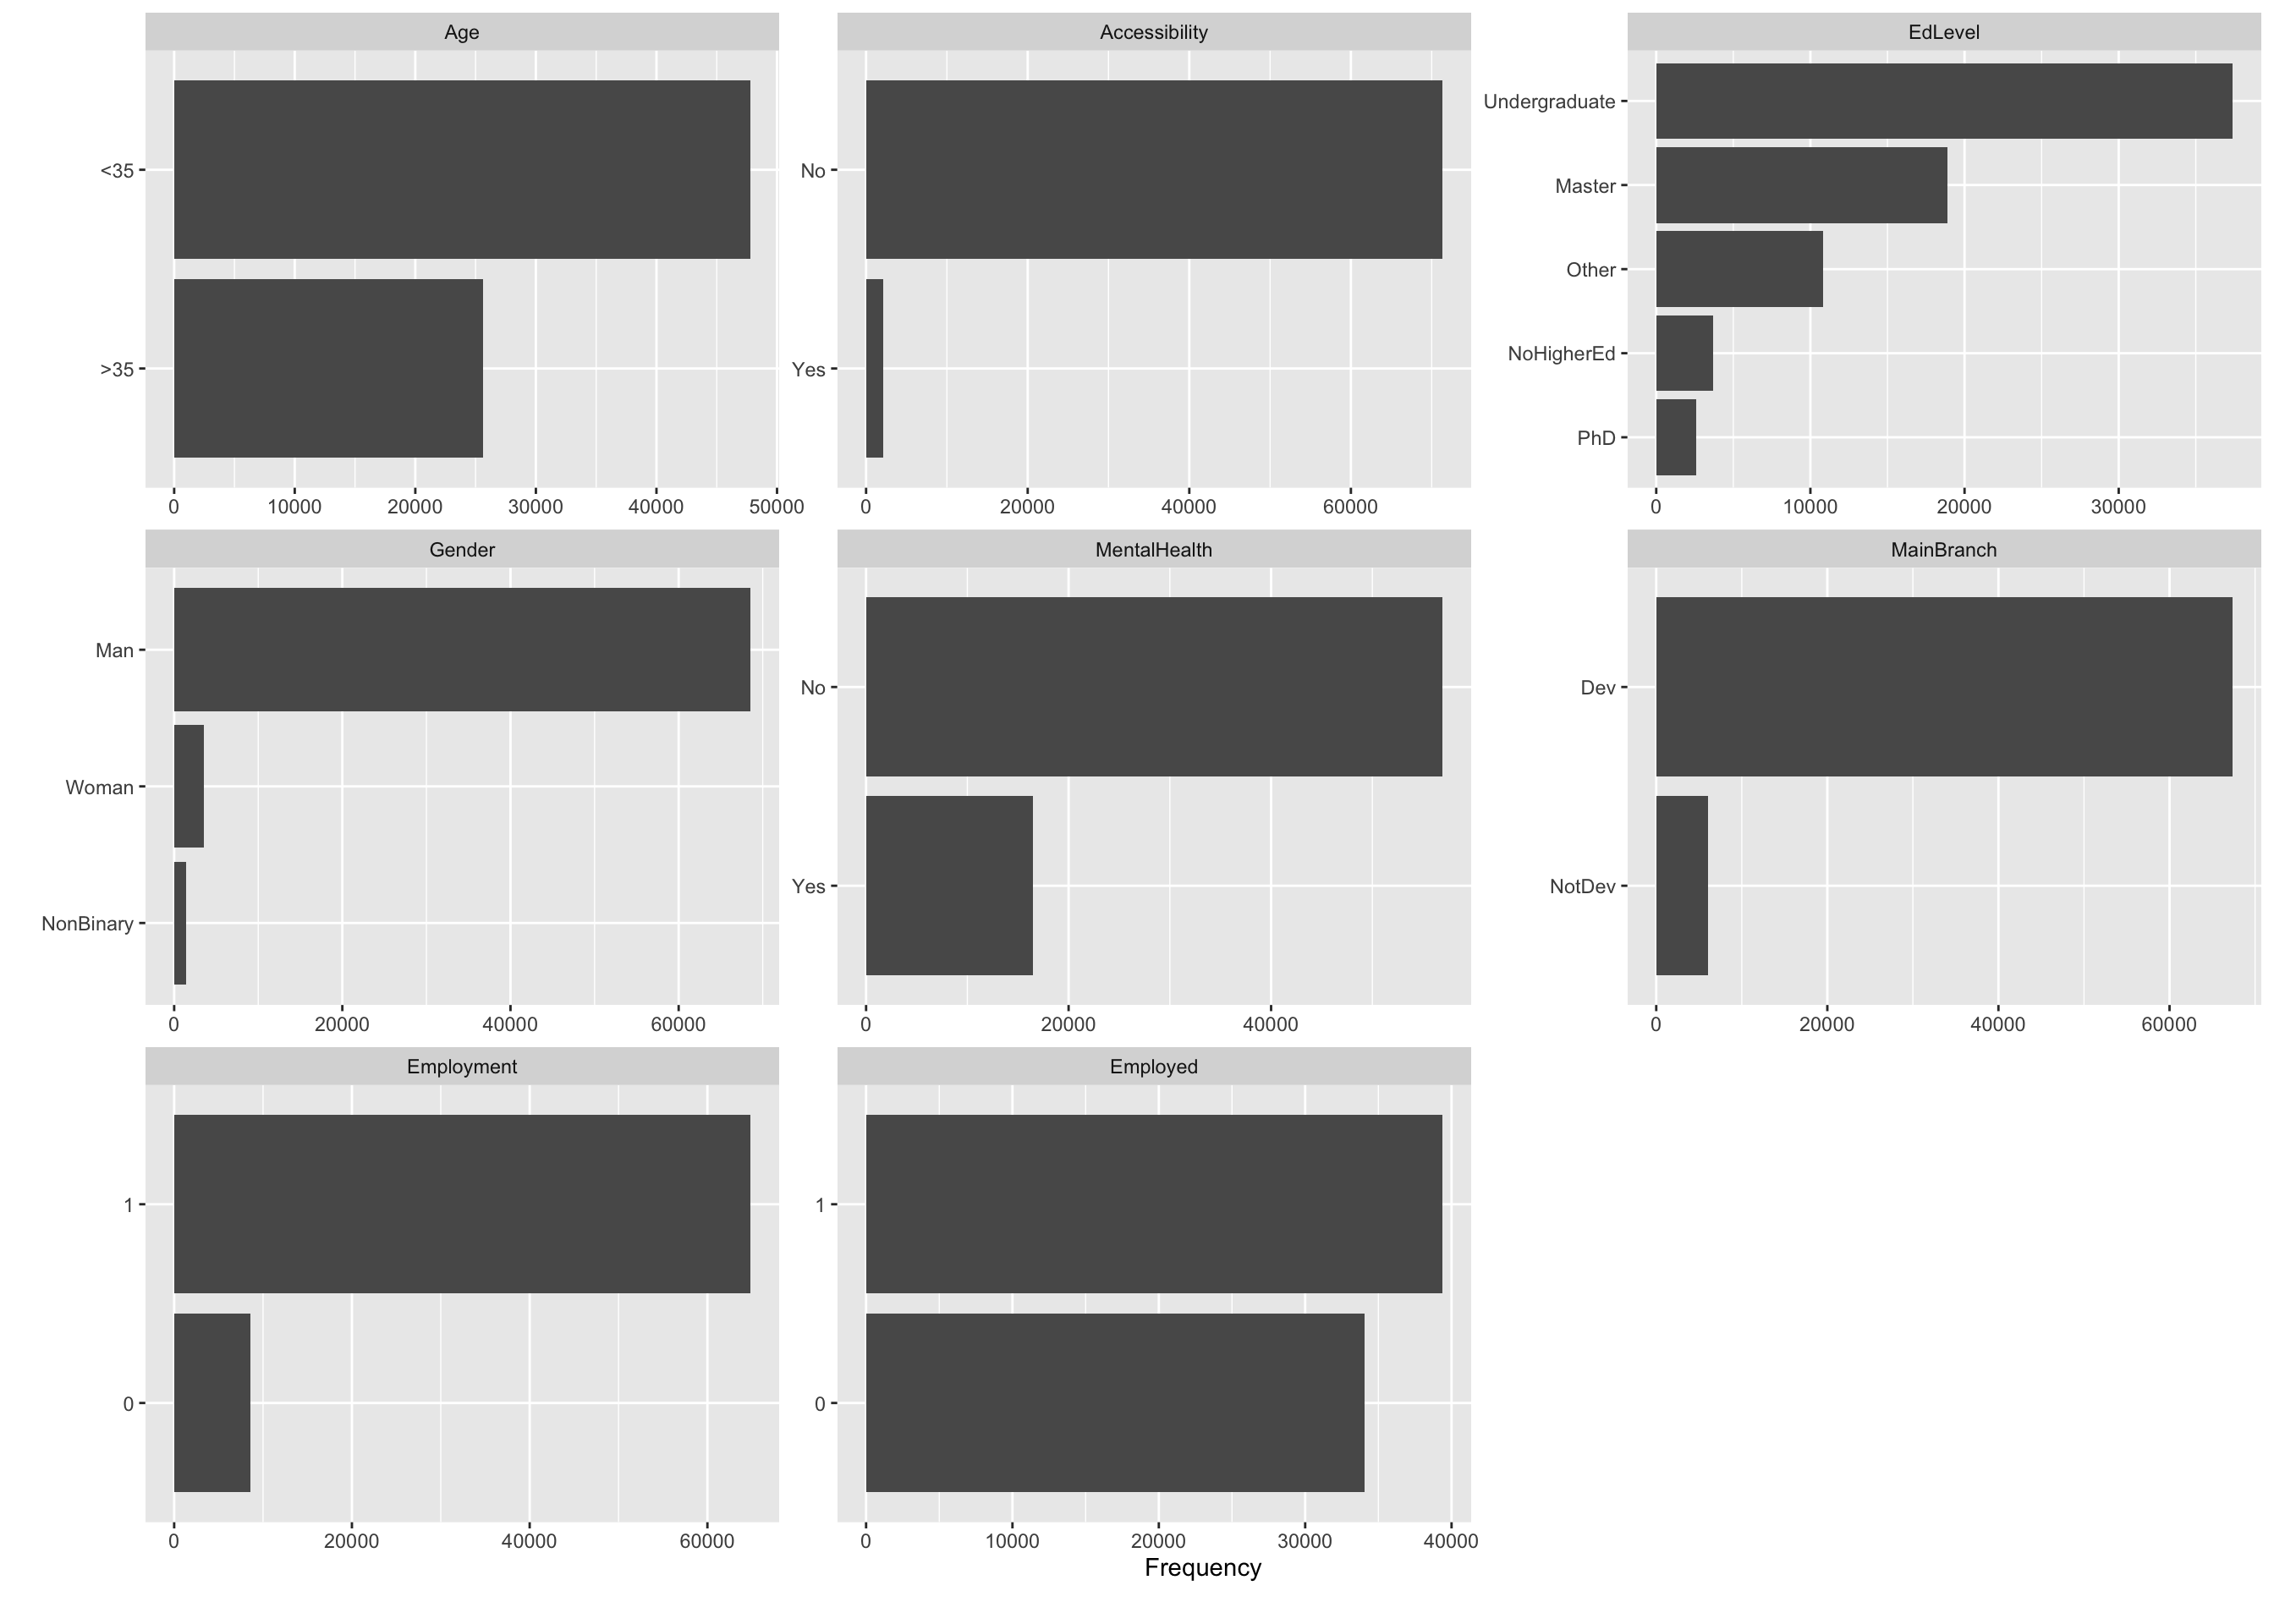 Age
<35
>35
0 10000 20000 30000 40000 50000
Accessibility
No
Yes
0 20000 40000 60000
EdLevel
Undergraduate
Master
Other
NoHigherEd
PhD
0 10000 20000 30000
Gender
Man
Woman
NonBinary
0 20000 40000 60000
MentalHealth
No
Yes
0 20000 40000
MainBranch
Dev
NotDev
0 20000 40000 60000
Employment
1
0
0 20000 40000 60000
Employed
1
0
0 10000 20000 30000 40000
Frequency